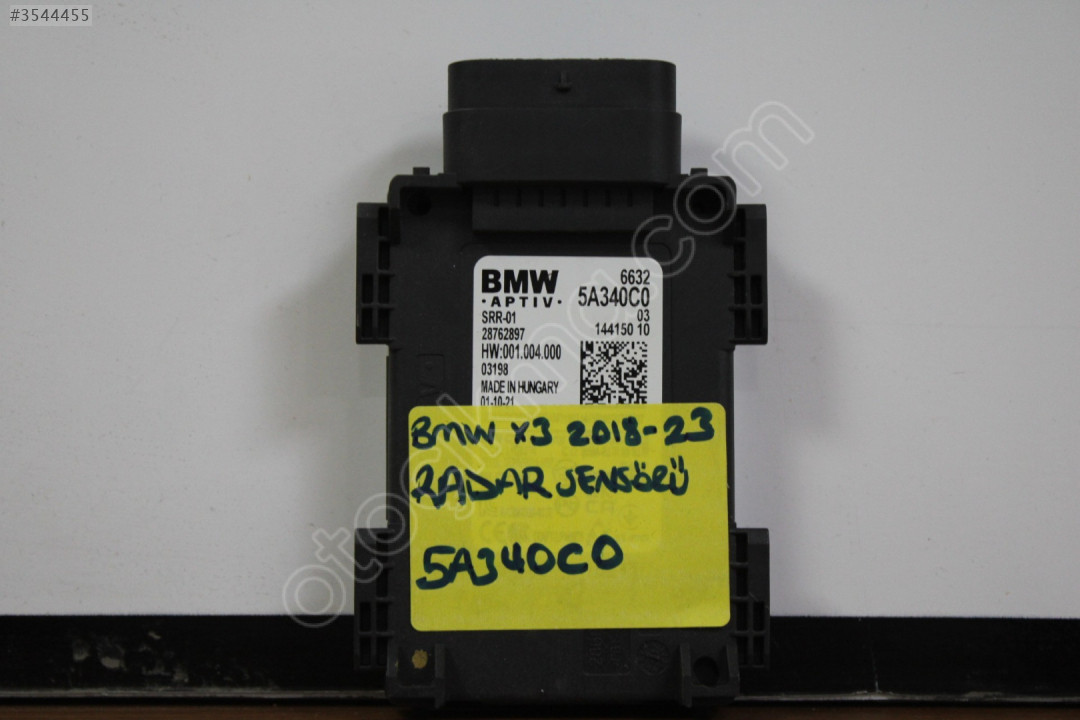 #3544455
BMW 6632
·APTIV· 5A340C0
SRR-01 03
28762897 144150 10
HW:001.004.000
03198
MADE IN HUNGARY
01-10-21
BMW X3 2018-23
RADAR SENSÖRÜ
5A340C0
otocikma.com